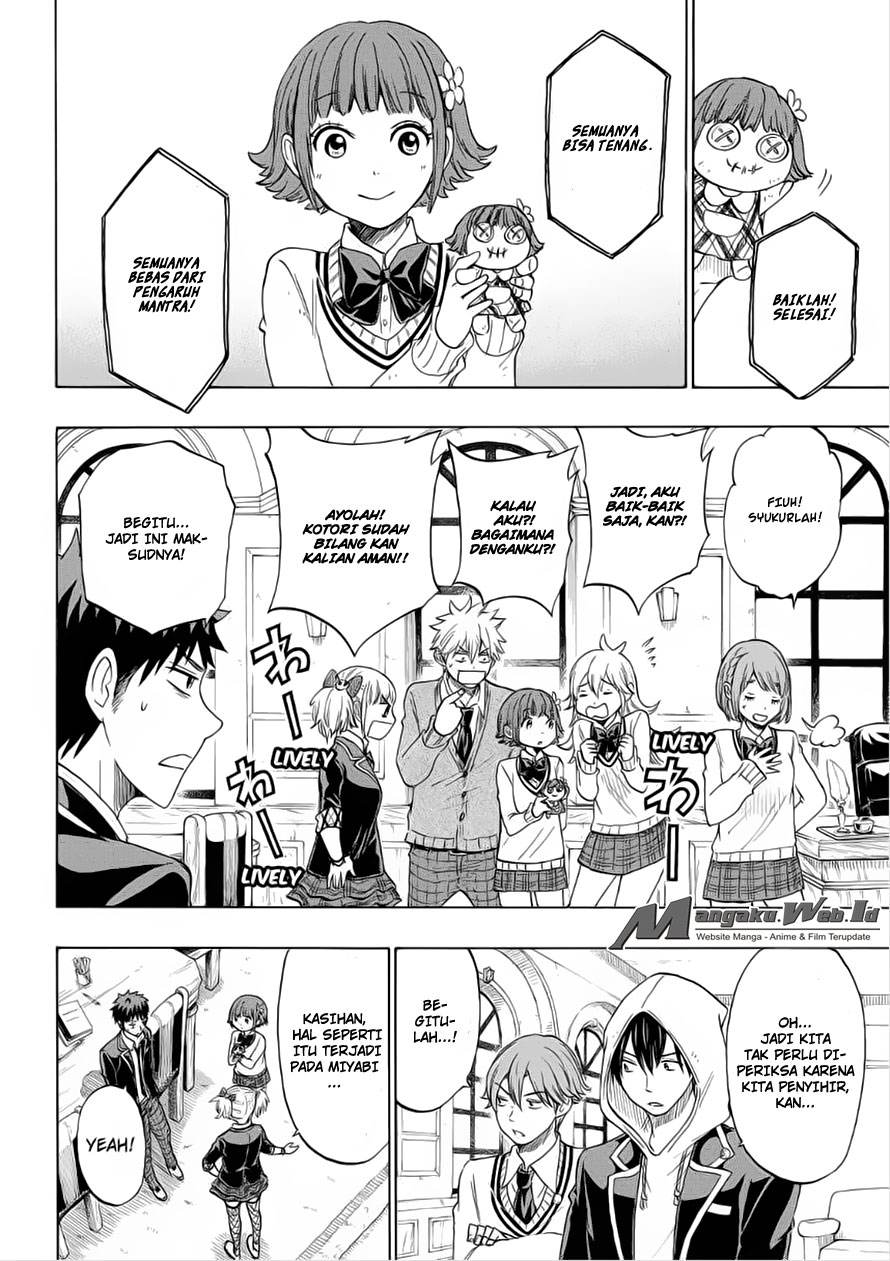 BAIKLAH!
SELESAI!
SEMUANYA
BISA TENANG.
SEMUANYA
BEBAS DARI
PENGARUH
MANTRA!
FIUH!
SYUKURLAH!
JADI, AKU
BAIK-BAIK
SAJA, KAN?!
KALAU
AKU?!
BAGAIMANA
DENGANKU?!
AYOLAH!
KOTORI SUDAH
BILANG KAN
KALIAN AMAN!!
BEGITU...
JADI INI MAK-
SUDNYA!
わー
LIVELY
わー
LIVELY
わー
LIVELY
Mangaku.Web.Id
Website Manga - Anime & Film Terupdate
OH...
JADI KITA
TAK PERLU DI-
PERIKSA KARENA
KITA PENYIHIR,
KAN...
BE-
GITU-
LAH...!
KASIHAN,
HAL SEPERTI
ITU TERJADI
PADA MIYABI
...
YEAH!